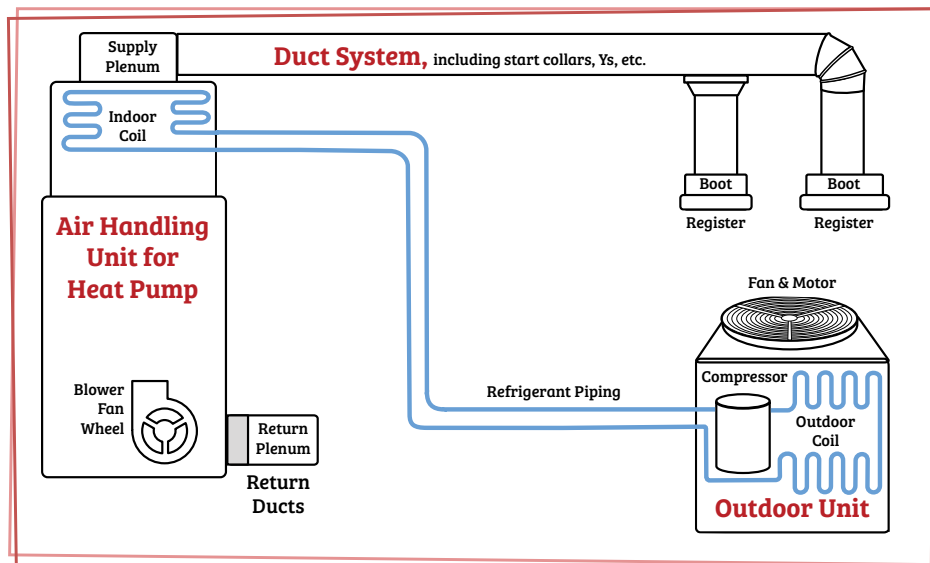 Supply
Plenum
Duct System, including start collars, Ys, etc.
Indoor
Coil
Boot
Boot
Register
Register
Air Handling
Unit for
Heat Pump
Fan & Motor
Compressor
Blower
Fan
Wheel
Refrigerant Piping
Outdoor
Coil
Return
Plenum
Return
Ducts
Outdoor Unit